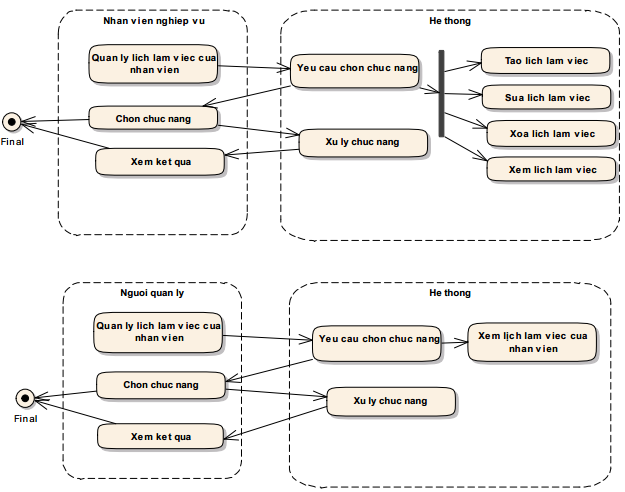 Nhan vien nghiep vu
He thong
Quan ly lich lam viec cua
nhan vien
Yeu cau chon chuc nang
Tao lich lam viec
Sua lich lam viec
Chon chuc nang
Final
Xu ly chuc nang
Xoa lich lam viec
Xem ket qua
Xem lich lam viec
Nguoi quan ly
He thong
Quan ly lich lam viec cua
nhan vien
Yeu cau chon chuc nang
Xem lịch lam viec cua
nhan vien
Chon chuc nang
Final
Xu ly chuc nang
Xem ket qua